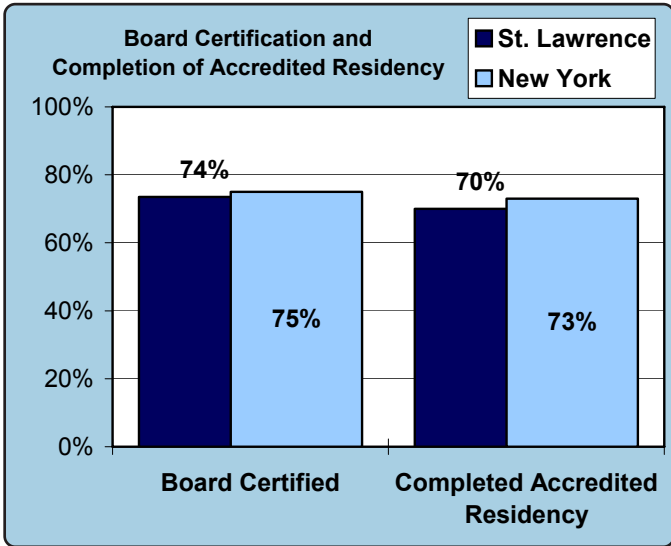 Board Certification and
Completion of Accredited Residency
St. Lawrence
New York
100%
80%
60%
40%
20%
0%
74%
75%
70%
73%
Board Certified
Completed Accredited
Residency